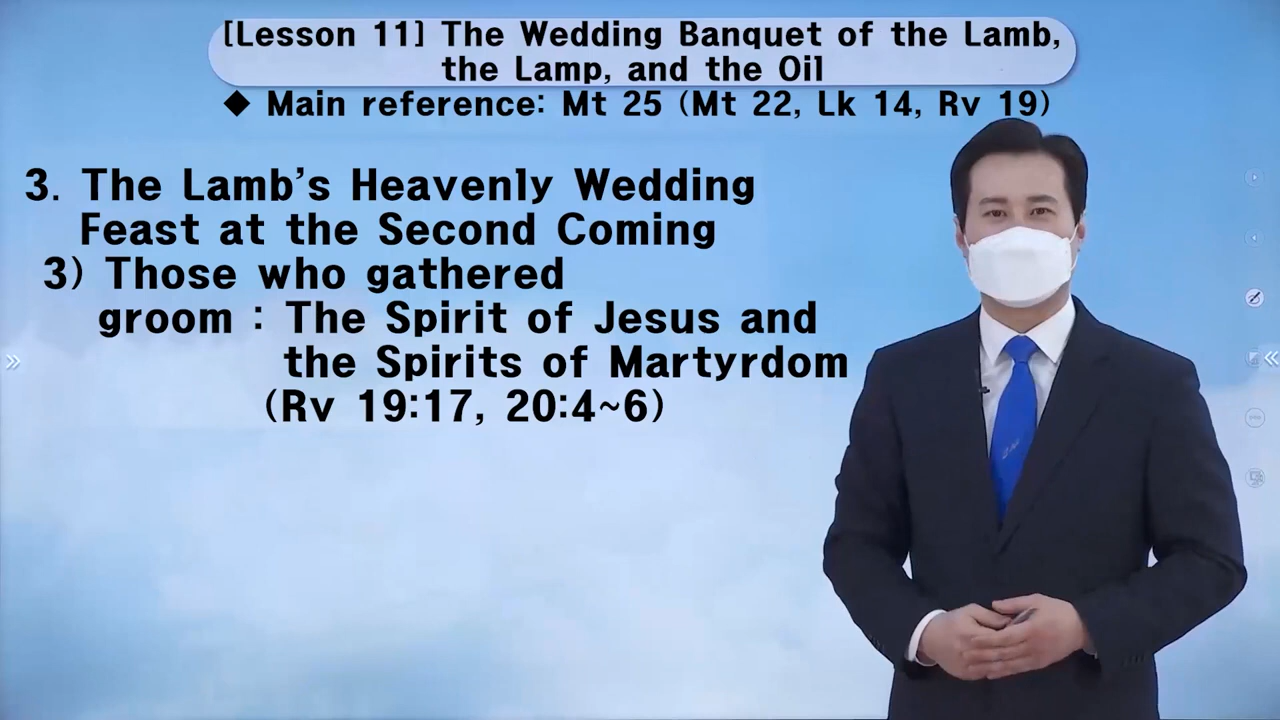 [Lesson 11] The Wedding Banquet of the Lamb,
the Lamp, and the Oil
◆ Main reference: Mt 25 (Mt 22, Lk 14, Rv 19)
3. The Lamb’s Heavenly Wedding
Feast at the Second Coming
3) Those who gathered
groom : The Spirit of Jesus and
the Spirits of Martyrdom
(Rv 19:17, 20:4~6)